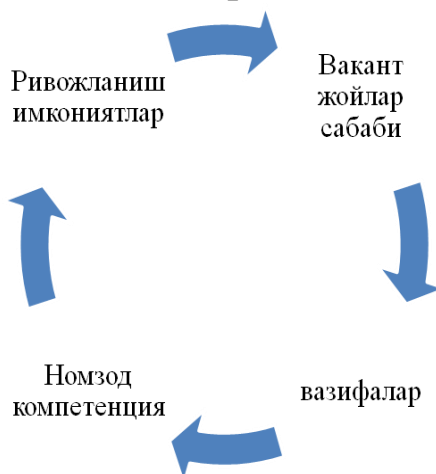 Ривожланиш
имкониятлар
Вакант
жойлар
сабаби
вазифалар
Номзод
компетенция